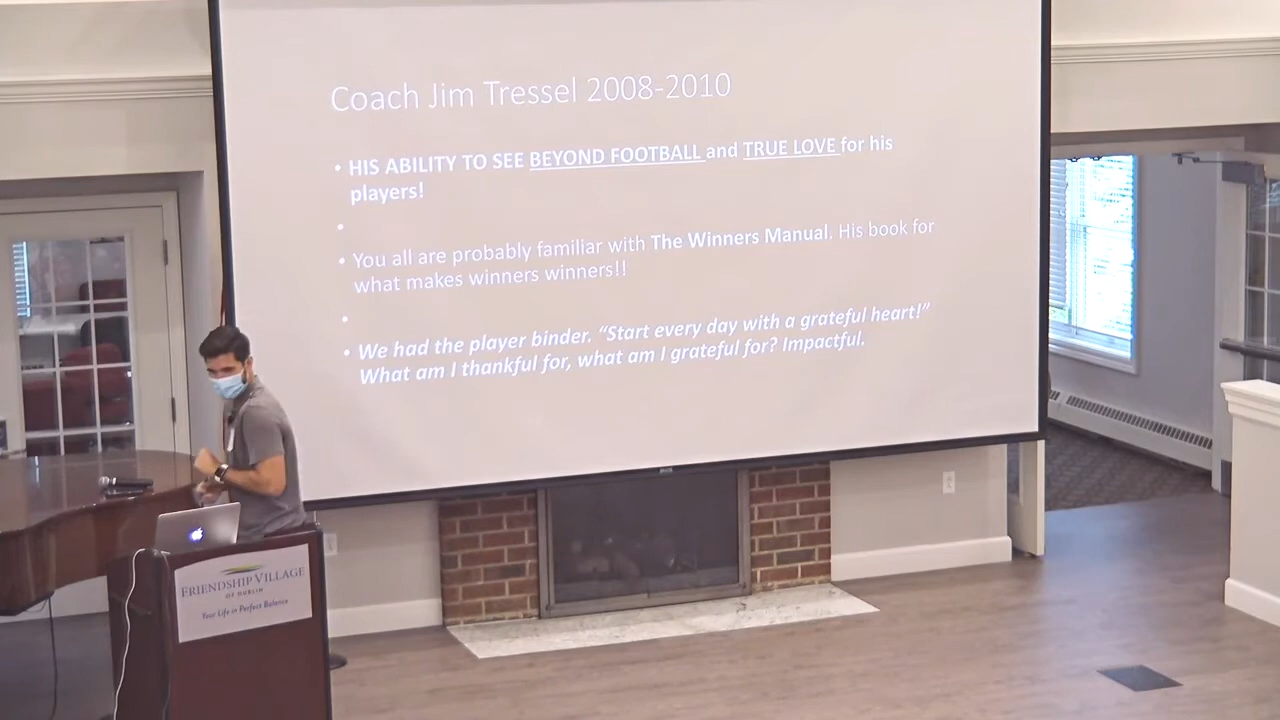 Coach Jim Tressel 2008-2010
• HIS ABILITY TO SEE BEYOND FOOTBALL and TRUE LOVE for his
players!
•
• You all are probably familiar with The Winners Manual. His book for
what makes winners winners!!
•
• We had the player binder. “Start every day with a grateful heart!”
What am I thankful for, what am I grateful for? Impactful.
FRIENDSHIP VILLAGE
OF DUBLIN
Your Life in Perfect Balance